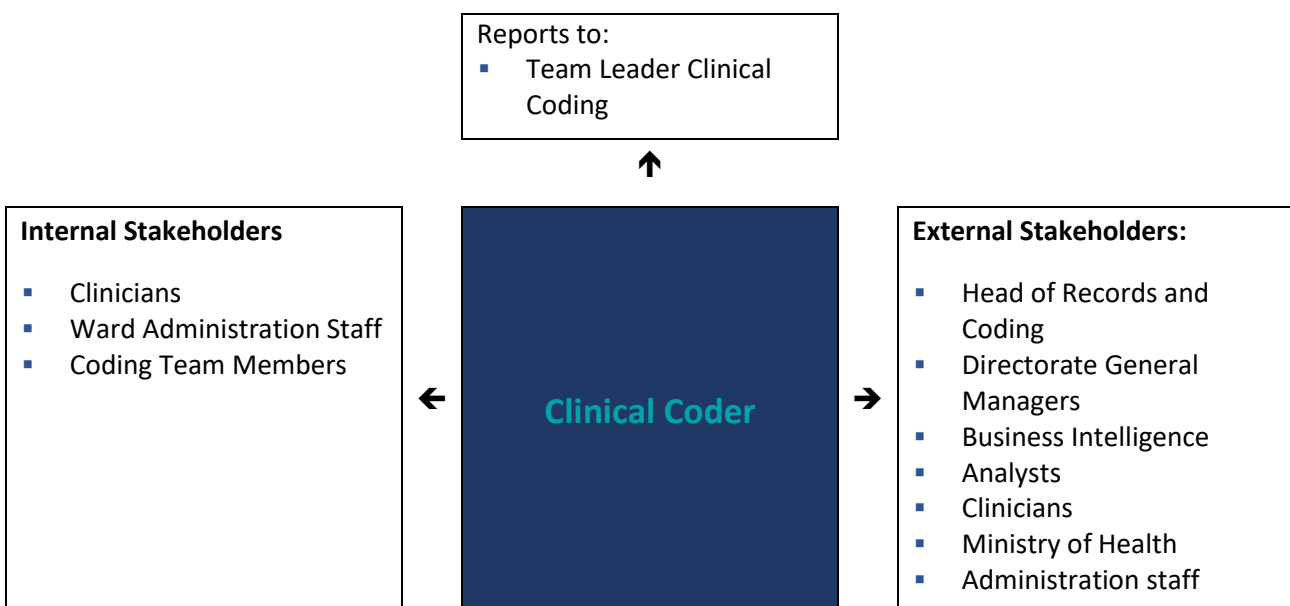 Reports to:
▪ Team Leader Clinical
Coding
🡹
Internal Stakeholders
▪ Clinicians
▪ Ward Administration Staff
▪ Coding Team Members
🡸
Clinical Coder
🡺
External Stakeholders:
▪ Head of Records and
Coding
▪ Directorate General
Managers
▪ Business Intelligence
▪ Analysts
▪ Clinicians
▪ Ministry of Health
▪ Administration staff